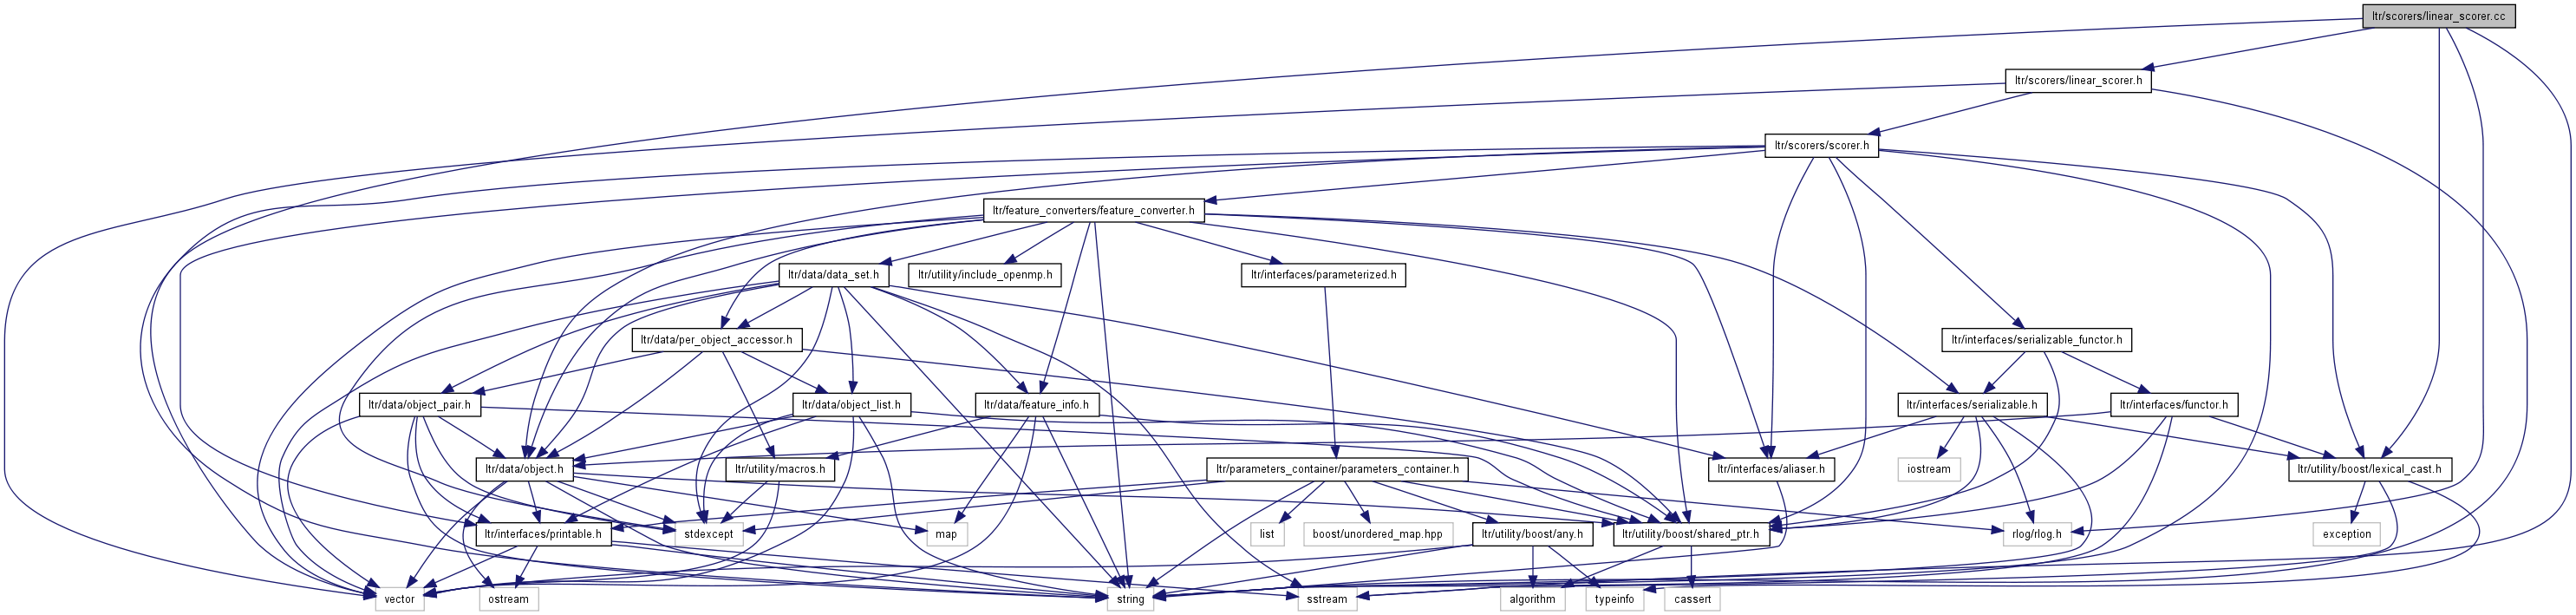 ltr/scorers/linear_scorer.cc
ltr/scorers/linear_scorer.h
ltr/scorers/scorer.h
ltr/feature_converters/feature_converter.h
ltr/data/data_set.h
ltr/utility/include_openmp.h
ltr/interfaces/parameterized.h
ltr/data/per_object_accessor.h
ltr/interfaces/serializable_functor.h
ltr/data/object_pair.h
ltr/data/object_list.h
ltr/data/feature_info.h
ltr/interfaces/serializable.h
ltr/interfaces/functor.h
ltr/data/object.h
ltr/utility/macros.h
ltr/parameters_container/parameters_container.h
ltr/interfaces/aliaser.h
iostream
ltr/utility/boost/lexical_cast.h
ltr/interfaces/printable.h
stdexcept
map
list
boost/unordered_map.hpp
ltr/utility/boost/any.h
ltr/utility/boost/shared_ptr.h
rlog/rlog.h
exception
vector
ostream
string
sstream
algorithm
typeinfo
cassert